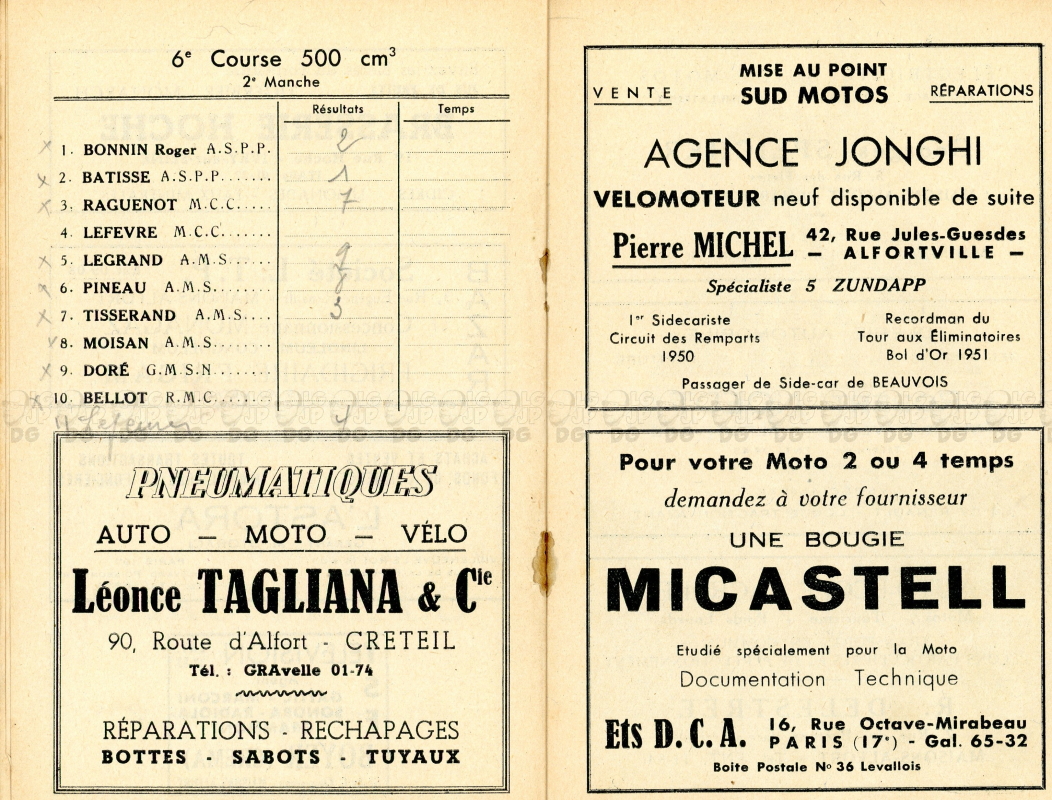 6e Course 500 cm3
2e Manche
Résultats Temps
x 1. BONNIN Roger A.S.P.P. 2
x 2. BATISSE A.S.P.P....... 1
x 3. RAGUENOT M.C.C..... 7
4. LEFEVRE M.C.C.......
x 5. LEGRAND A.M.S.....
x 6. PINEAU A.M.S.......
x 7. TISSERAND A.M.S.... 3
8. MOISAN A.M.S.......
x 9. DORÉ G.M.S.N.......
x 10. BELLOT R.M.C.......
PNEUMATIQUES
AUTO — MOTO — VÉLO
Léonce TAGLIANA & Cie
90, Route d'Alfort - CRETEIL
Tél. : GRAvelle 01-74
RÉPARATIONS - RECHAPAGES
BOTTES - SABOTS - TUYAUX
MISE AU POINT
VENTE SUD MOTOS RÉPARATIONS
AGENCE JONGHI
VELOMOTEUR neuf disponible de suite
Pierre MICHEL 42, Rue Jules-Guesdes
— ALFORTVILLE —
Spécialiste 5 ZUNDAPP
1er Sidecariste
Circuit des Remparts
1950
Recordman du
Tour aux Éliminatoires
Bol d'Or 1951
Passager de Side-car de BEAUVOIS
Pour votre Moto 2 ou 4 temps
demandez à votre fournisseur
UNE BOUGIE
MICASTELL
Etudié spécialement pour la Moto
Documentation Technique
Ets D. C. A. 16, Rue Octave-Mirabeau
PARIS (17e) - Gal. 65-32
Boite Postale No 36 Levallois